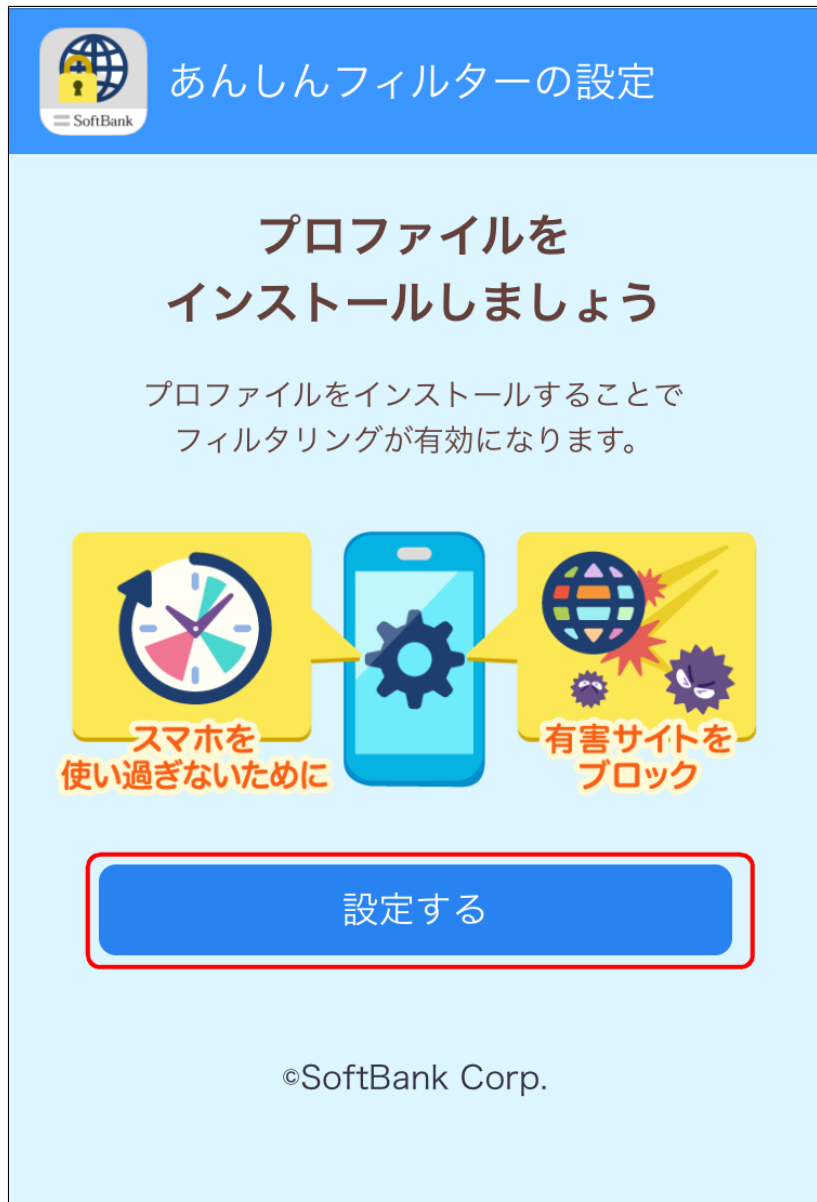 あんしんフィルターの設定
SoftBank
プロファイルを
インストールしましょう
プロファイルをインストールすることで
フィルタリングが有効になります。
スマホを
使い過ぎないために
有害サイトを
ブロック
設定する
©SoftBank Corp.